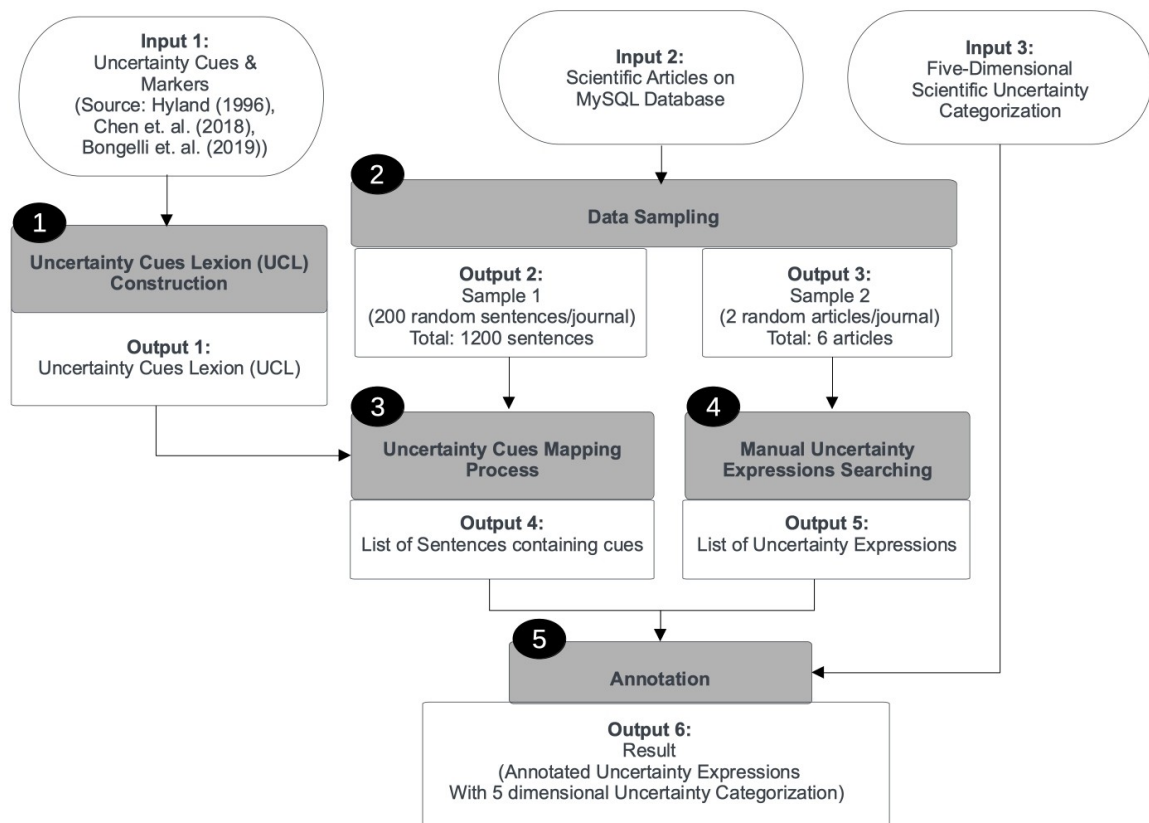 Input 1:
Uncertainty Cues &
Markers
(Source: Hyland (1996),
Chen et. al. (2018),
Bongelli et. al. (2019))
Input 2:
Scientific Articles on
MySQL Database
Input 3:
Five-Dimensional
Scientific Uncertainty
Categorization
1
Uncertainty Cues Lexion (UCL)
Construction
Output 1:
Uncertainty Cues Lexion (UCL)
2
Data Sampling
Output 2:
Sample 1
(200 random sentences/journal)
Total: 1200 sentences
Output 3:
Sample 2
(2 random articles/journal)
Total: 6 articles
3
Uncertainty Cues Mapping
Process
Output 4:
List of Sentences containing cues
4
Manual Uncertainty
Expressions Searching
Output 5:
List of Uncertainty Expressions
5
Annotation
Output 6:
Result
(Annotated Uncertainty Expressions
With 5 dimensional Uncertainty Categorization)